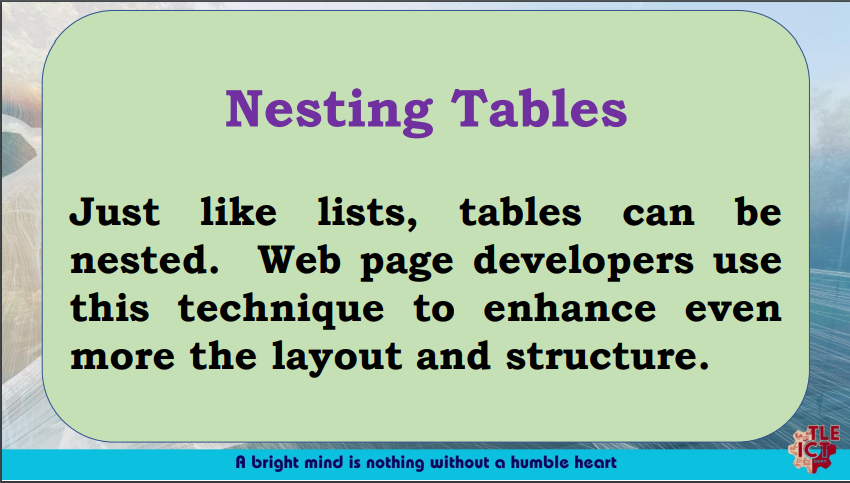 Nesting Tables
Just like lists, tables can be
nested. Web page developers use
this technique to enhance even
more the layout and structure.
A bright mind is nothing without a humble heart
TLE
ICT